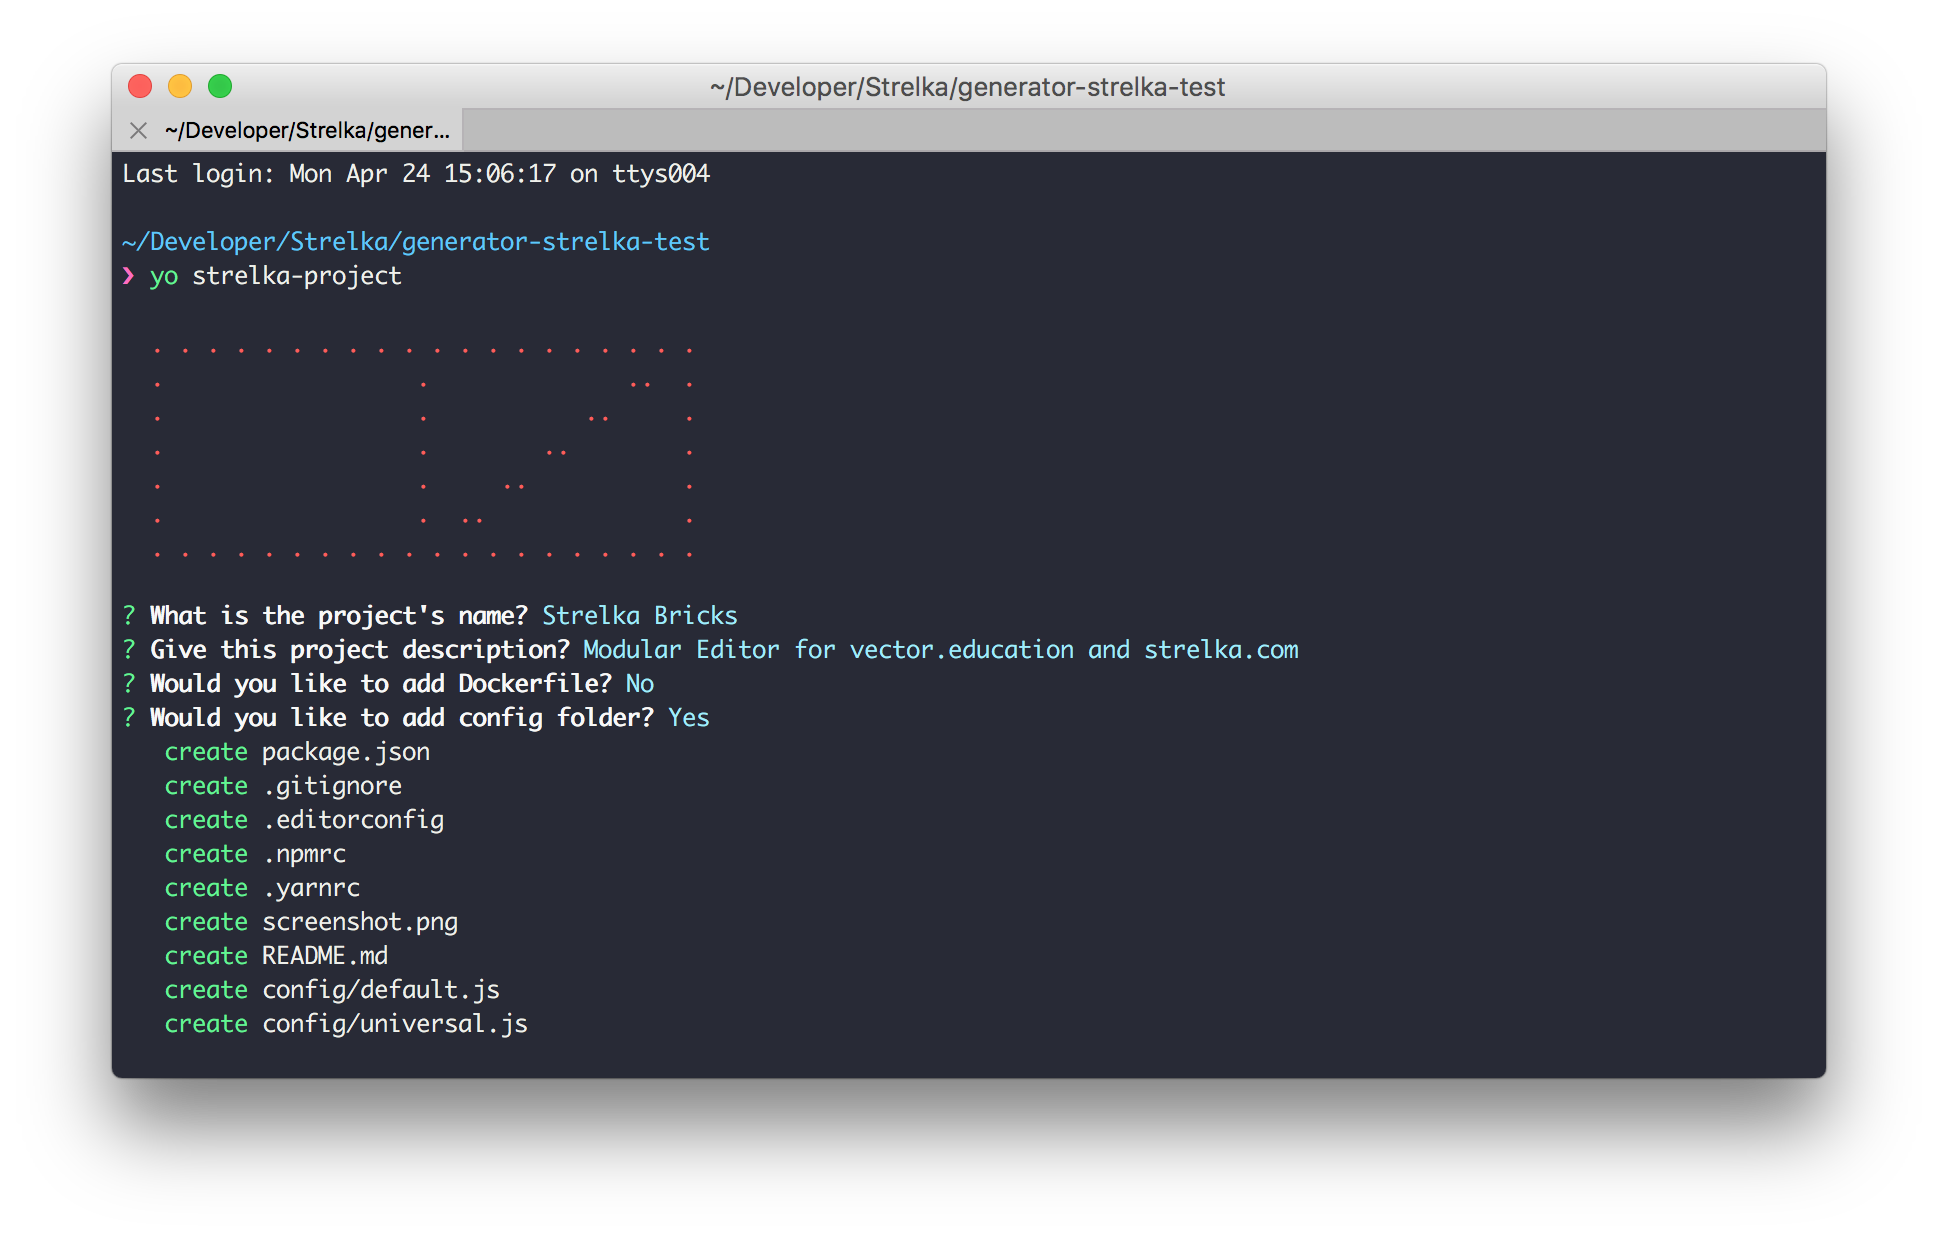 ~/Developer/Strelka/generator-strelka-test
~/Developer/Strelka/gener...
Last login: Mon Apr 24 15:06:17 on ttys004
~/Developer/Strelka/generator-strelka-test
❯ yo strelka-project
? What is the project's name? Strelka Bricks
? Give this project description? Modular Editor for vector.education and strelka.com
? Would you like to add Dockerfile? No
? Would you like to add config folder? Yes
create package.json
create .gitignore
create .editorconfig
create .npmrc
create .yarnrc
create screenshot.png
create README.md
create config/default.js
create config/universal.js